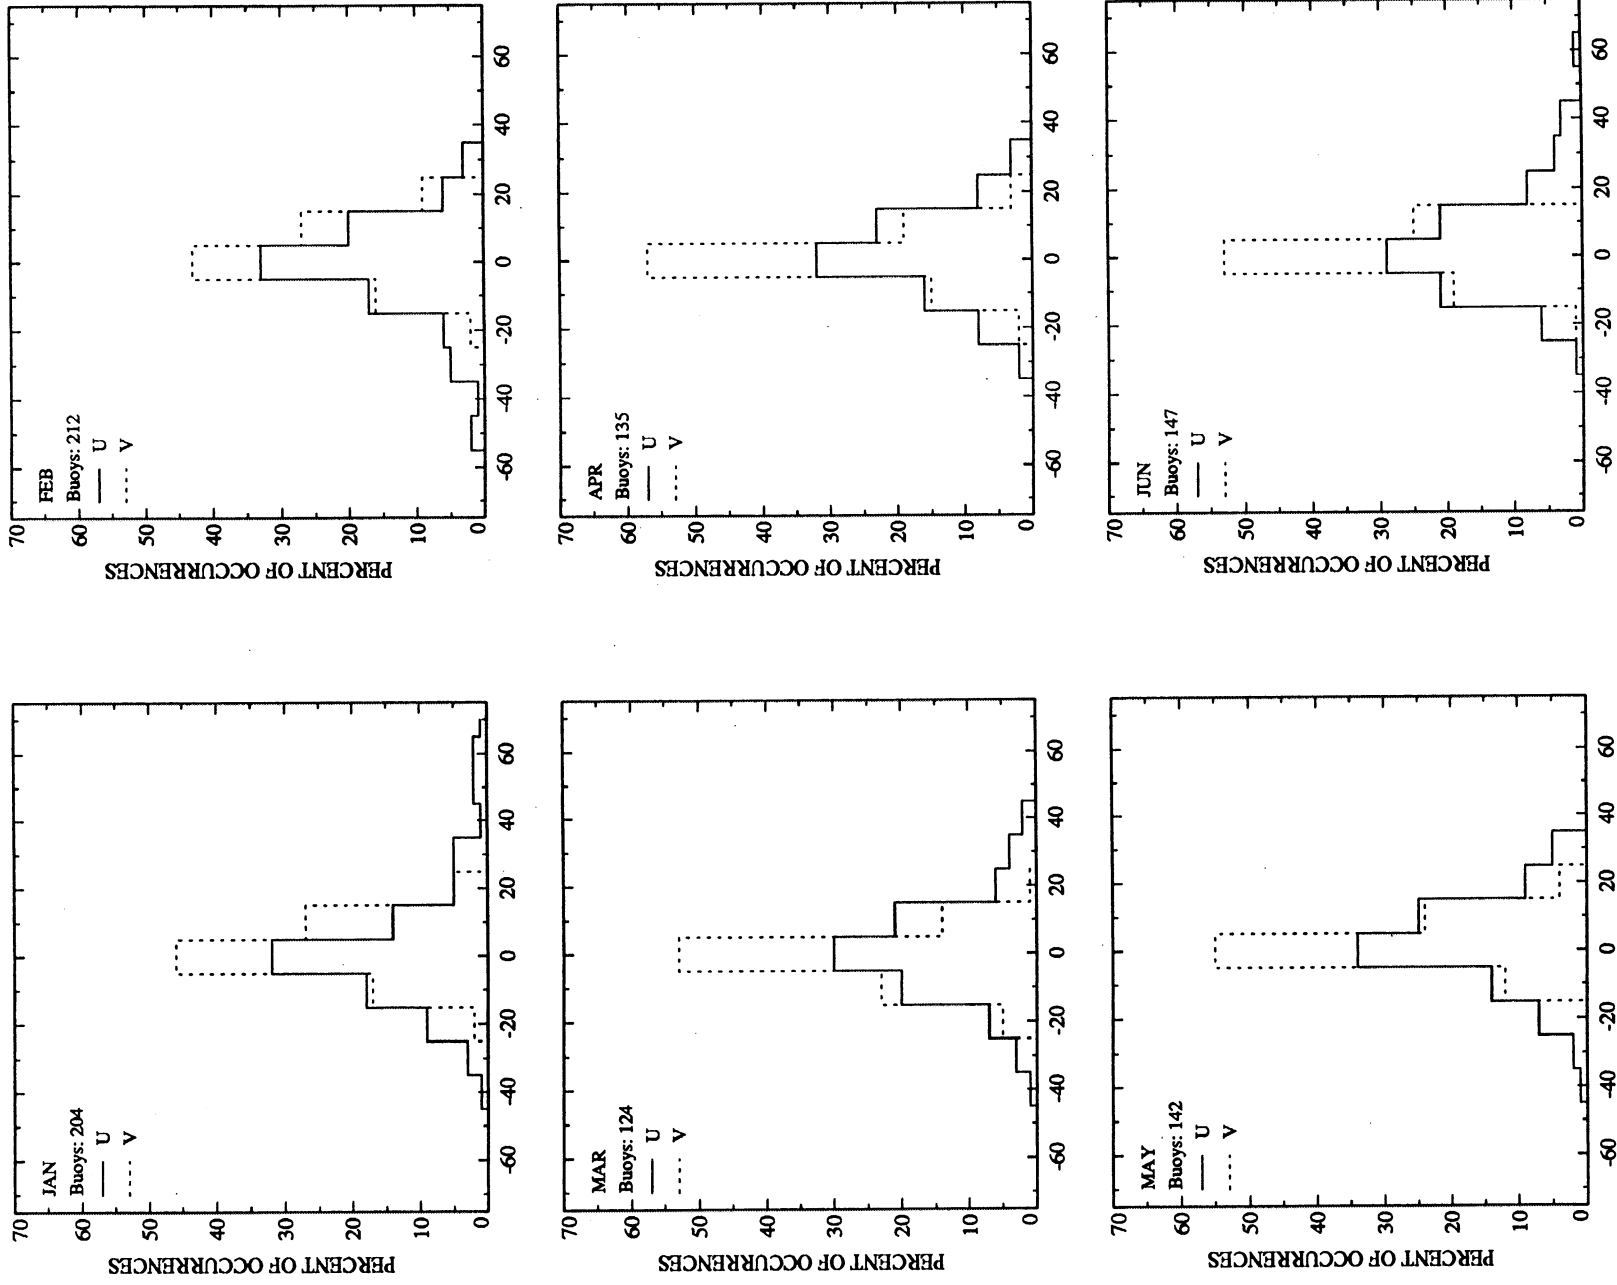 JAN
Buoys: 204
U
V
PERCENT OF OCCURRENCES
70
60
50
40
30
20
10
0
-60 -40 -20 0 20 40 60
FEB
Buoys: 212
U
V
PERCENT OF OCCURRENCES
70
60
50
40
30
20
10
0
-60 -40 -20 0 20 40 60
MAR
Buoys: 124
U
V
PERCENT OF OCCURRENCES
70
60
50
40
30
20
10
0
-60 -40 -20 0 20 40 60
APR
Buoys: 135
U
V
PERCENT OF OCCURRENCES
70
60
50
40
30
20
10
0
-60 -40 -20 0 20 40 60
MAY
Buoys: 142
U
V
PERCENT OF OCCURRENCES
70
60
50
40
30
20
10
0
-60 -40 -20 0 20 40 60
JUN
Buoys: 147
U
V
PERCENT OF OCCURRENCES
70
60
50
40
30
20
10
0
-60 -40 -20 0 20 40 60